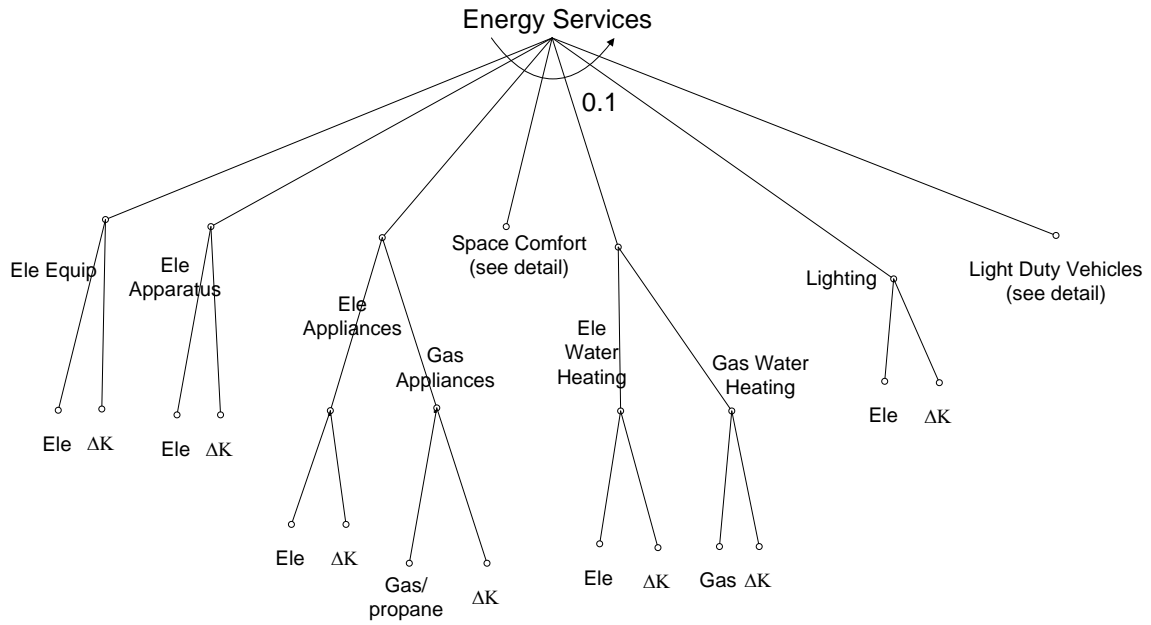 Energy Services
0.1
Ele Equip
Ele
Apparatus
Space Comfort
(see detail)
Lighting
Light Duty Vehicles
(see detail)
Ele
Appliances
Gas
Appliances
Ele
Water
Heating
Gas Water
Heating
Ele ΔK
Ele ΔK
Ele ΔK
Ele ΔK
Gas/
propane
ΔK
Ele ΔK
Gas ΔK